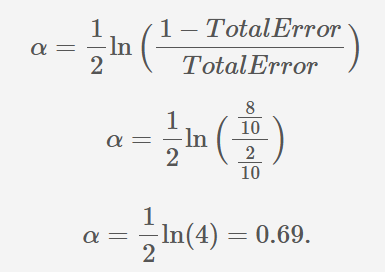 α = 1/2 ln ( (1 − TotalError) / TotalError )
α = 1/2 ln ( (8/10) / (2/10) )
α = 1/2 ln(4) = 0.69.